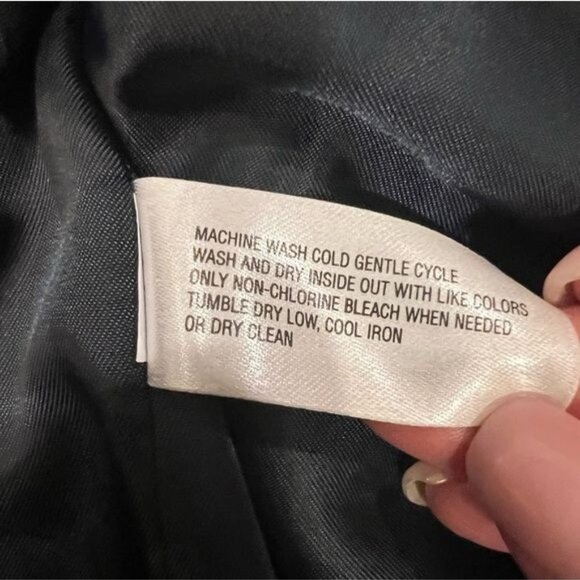 MACHINE WASH COLD GENTLE CYCLE
WASH AND DRY INSIDE OUT WITH LIKE COLORS
ONLY NON-CHLORINE BLEACH WHEN NEEDED
TUMBLE DRY LOW, COOL IRON
OR DRY CLEAN